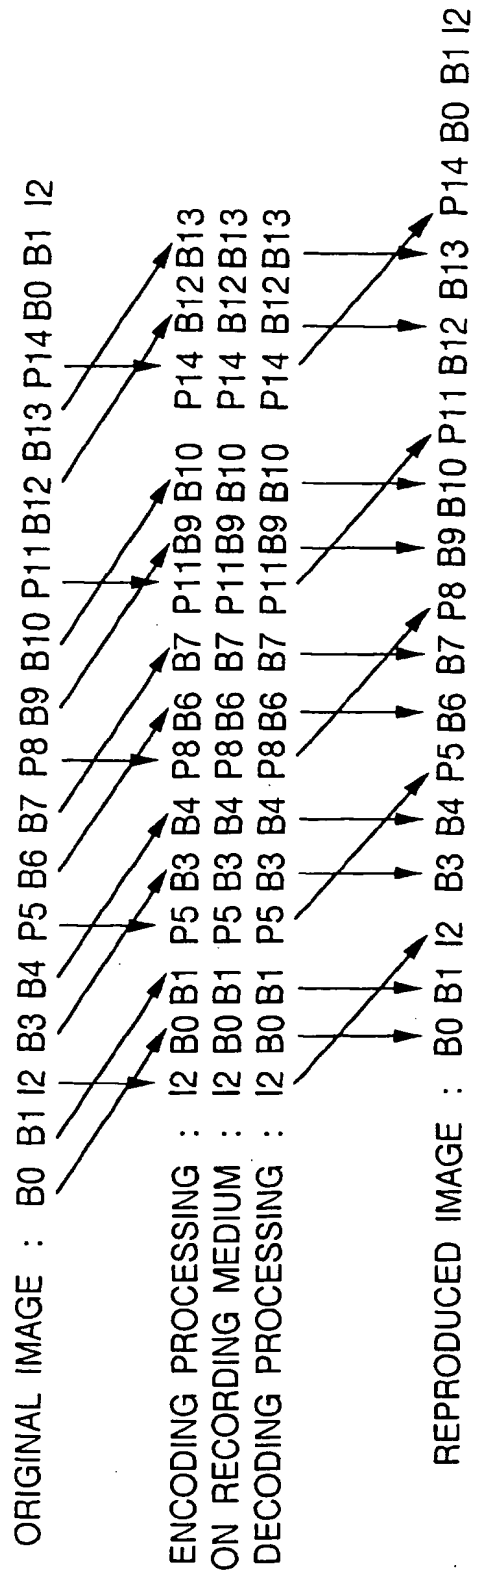 ORIGINAL IMAGE : B0 B1 I2 B3 B4 P5 B6 B7 P8 B9 B10 P11 B12 B13 P14 B0 B1 I2
ENCODING PROCESSING : I2 B0 B1 P5 B3 B4 P8 B6 B7 P11 B9 B10 P14 B12 B13
ON RECORDING MEDIUM : I2 B0 B1 P5 B3 B4 P8 B6 B7 P11 B9 B10 P14 B12 B13
DECODING PROCESSING : I2 B0 B1 P5 B3 B4 P8 B6 B7 P11 B9 B10 P14 B12 B13
REPRODUCED IMAGE : B0 B1 I2 B3 B4 P5 B6 B7 P8 B9 B10 P11 B12 B13 P14 B0 B1 I2